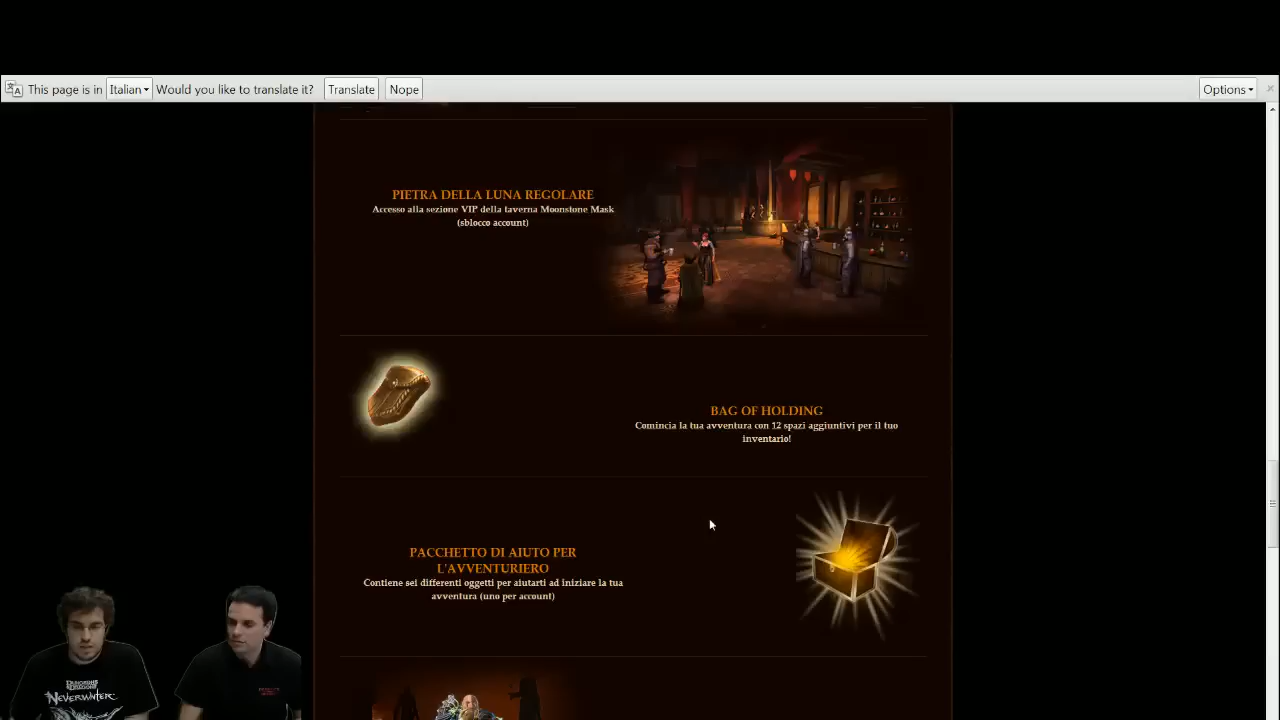 This page is in Italian Would you like to translate it? Translate Nope Options
PIETRA DELLA LUNA REGOLARE
Accesso alla sezione VIP della taverna Moonstone Mask
(sblocco account)
BAG OF HOLDING
Comincia la tua avventura con 12 spazi aggiuntivi per il tuo
inventario!
PACCHETTO DI AIUTO PER
L'AVVENTURIERO
Contiene sei differenti oggetti per aiutarti ad iniziare la tua
avventura (uno per account)
DUNGEONS
DRAGONS
NEVERWINTER